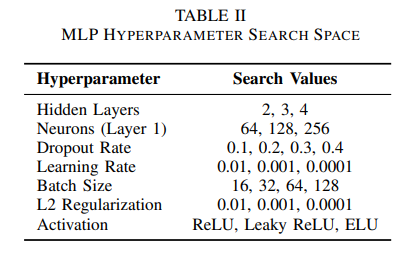 TABLE II
MLP HYPERPARAMETER SEARCH SPACE
Hyperparameter Search Values
Hidden Layers 2, 3, 4
Neurons (Layer 1) 64, 128, 256
Dropout Rate 0.1, 0.2, 0.3, 0.4
Learning Rate 0.01, 0.001, 0.0001
Batch Size 16, 32, 64, 128
L2 Regularization 0.01, 0.001, 0.0001
Activation ReLU, Leaky ReLU, ELU